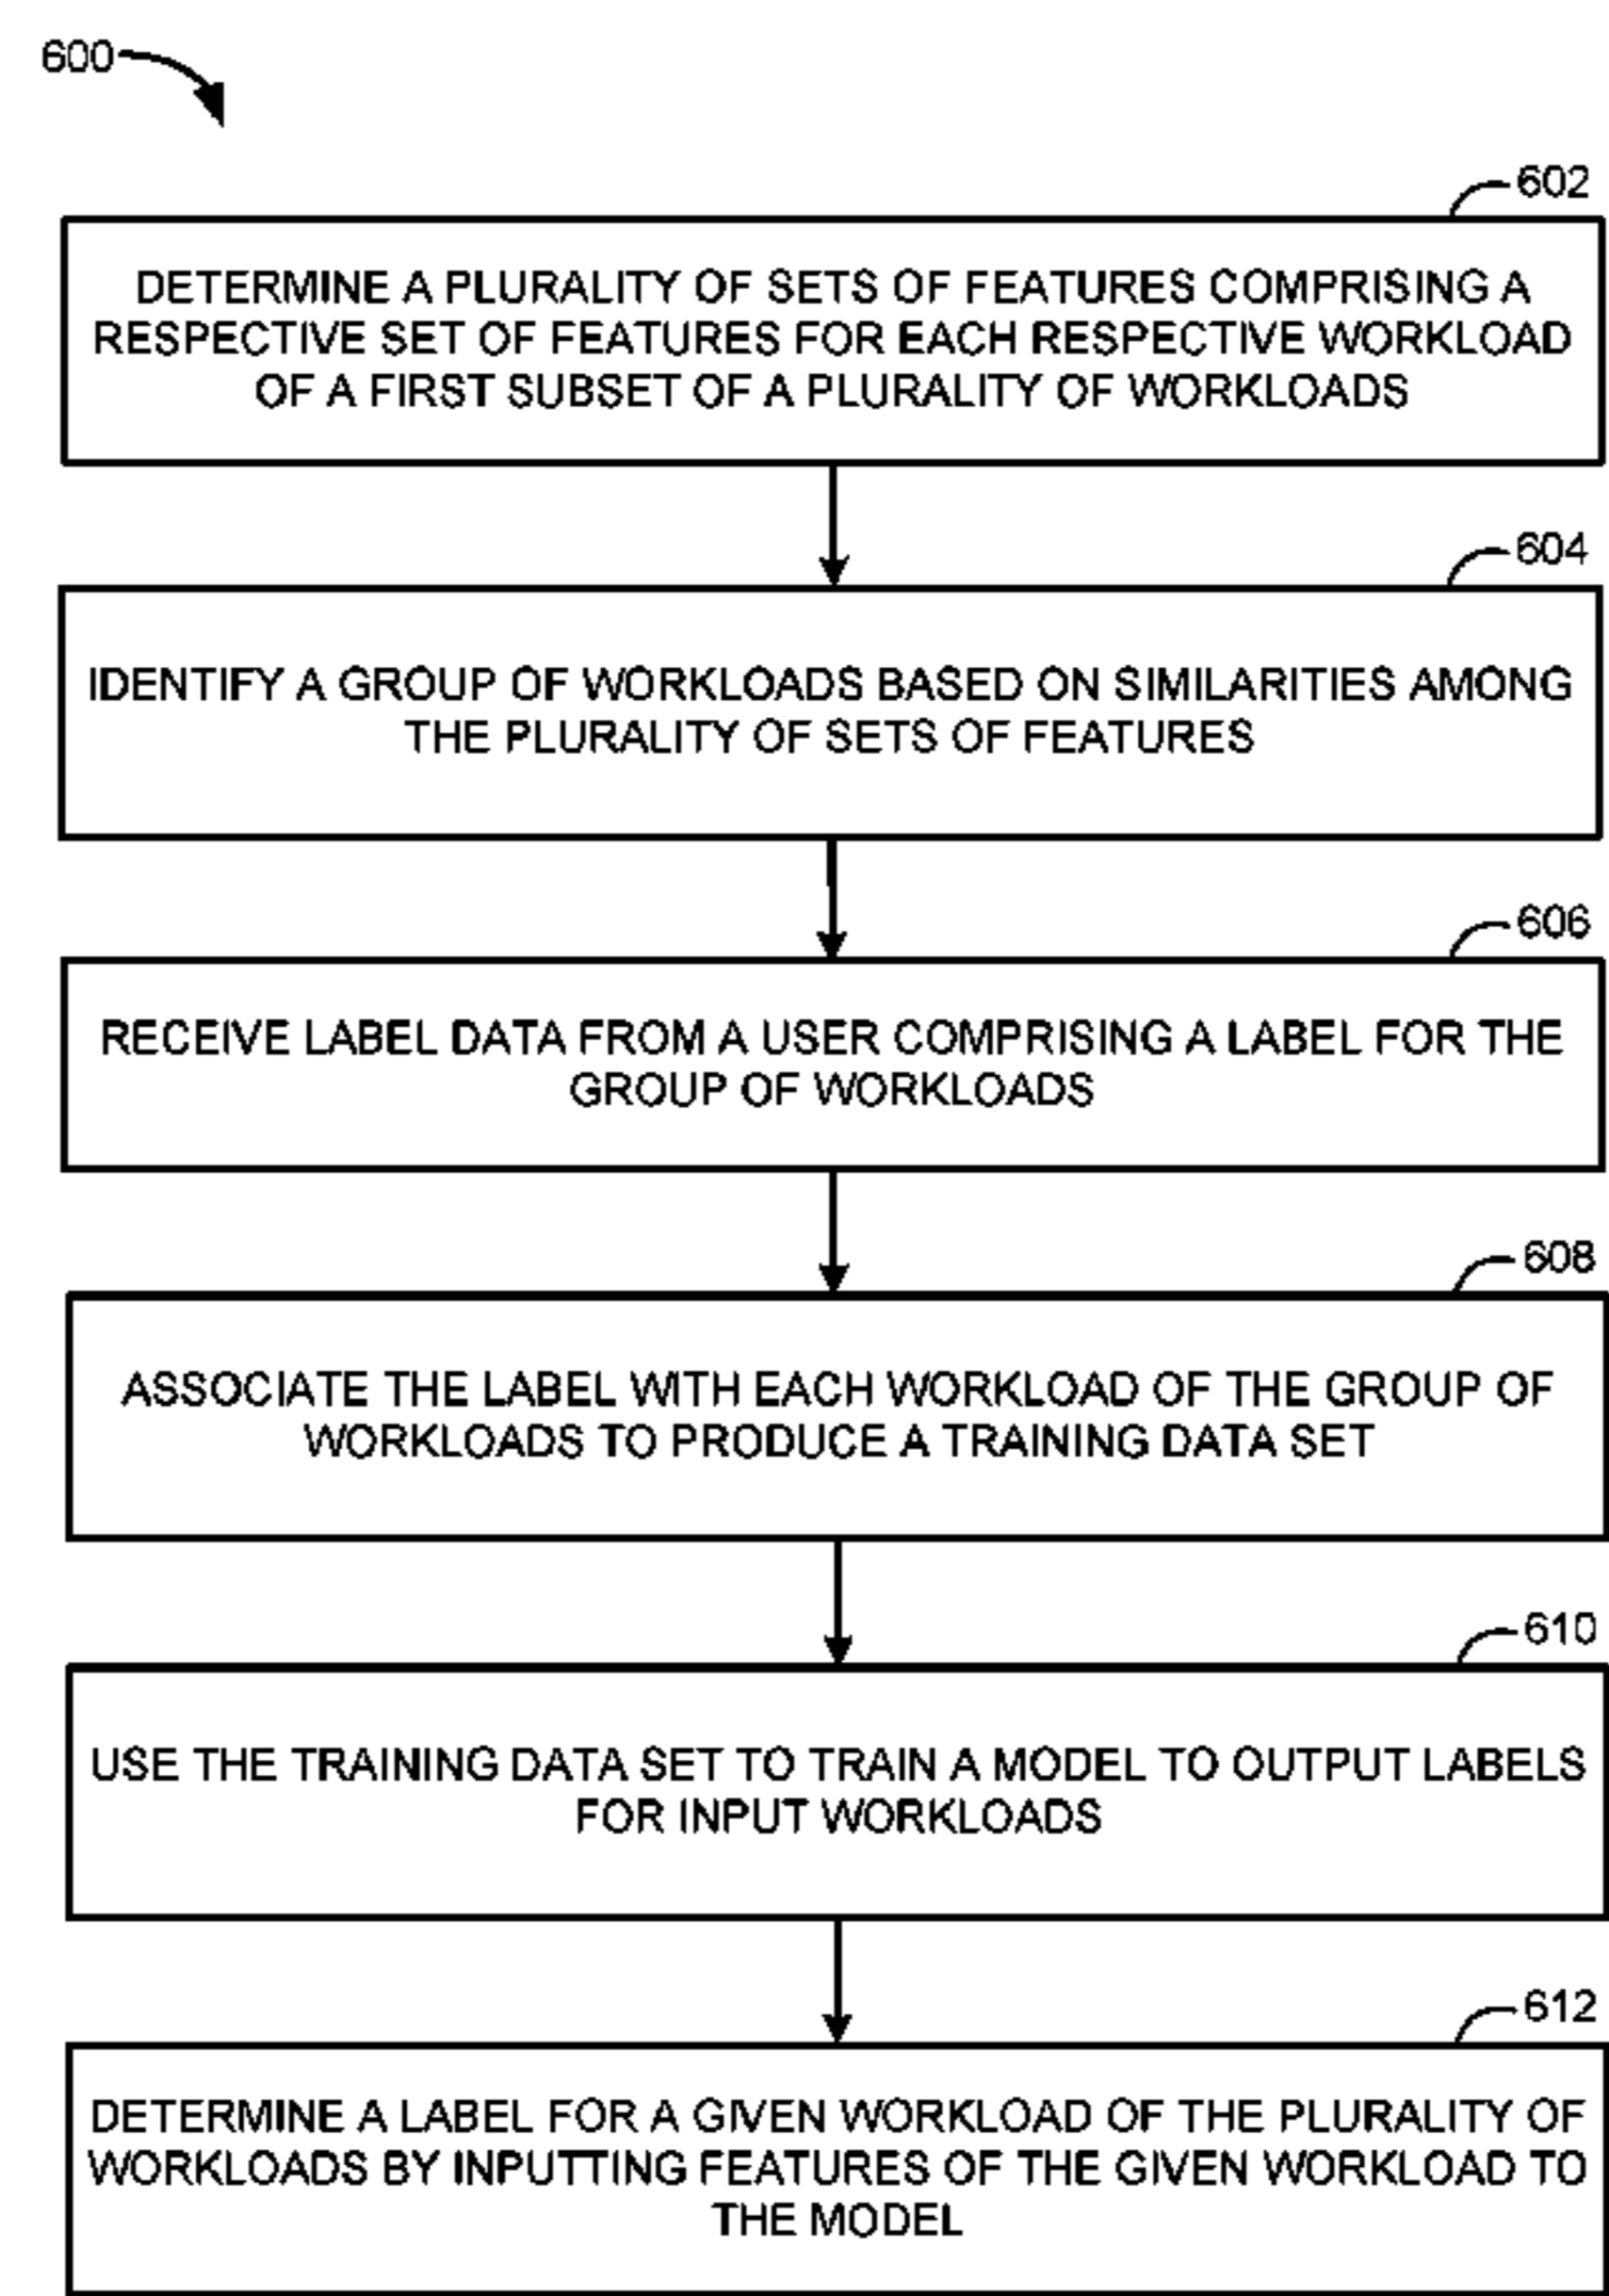 600
602
DETERMINE A PLURALITY OF SETS OF FEATURES COMPRISING A
RESPECTIVE SET OF FEATURES FOR EACH RESPECTIVE WORKLOAD
OF A FIRST SUBSET OF A PLURALITY OF WORKLOADS
604
IDENTIFY A GROUP OF WORKLOADS BASED ON SIMILARITIES AMONG
THE PLURALITY OF SETS OF FEATURES
606
RECEIVE LABEL DATA FROM A USER COMPRISING A LABEL FOR THE
GROUP OF WORKLOADS
608
ASSOCIATE THE LABEL WITH EACH WORKLOAD OF THE GROUP OF
WORKLOADS TO PRODUCE A TRAINING DATA SET
610
USE THE TRAINING DATA SET TO TRAIN A MODEL TO OUTPUT LABELS
FOR INPUT WORKLOADS
612
DETERMINE A LABEL FOR A GIVEN WORKLOAD OF THE PLURALITY OF
WORKLOADS BY INPUTTING FEATURES OF THE GIVEN WORKLOAD TO
THE MODEL